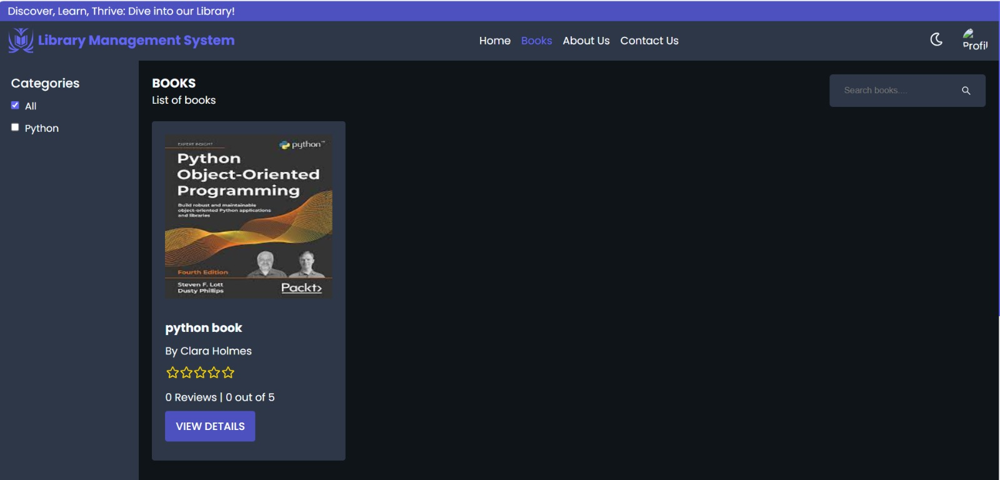 Discover, Learn, Thrive: Dive into our Library!
Library Management System
Home Books About Us Contact Us
Profil
Categories
All
Python
BOOKS
List of books
Search books....
EXPERT INSIGHT
python™
Python
Object-Oriented
Programming
Build robust and maintainable
object-oriented Python applications
and libraries
Fourth Edition
Steven F. Lott
Dusty Phillips
Packt>
python book
By Clara Holmes
0 Reviews | 0 out of 5
VIEW DETAILS